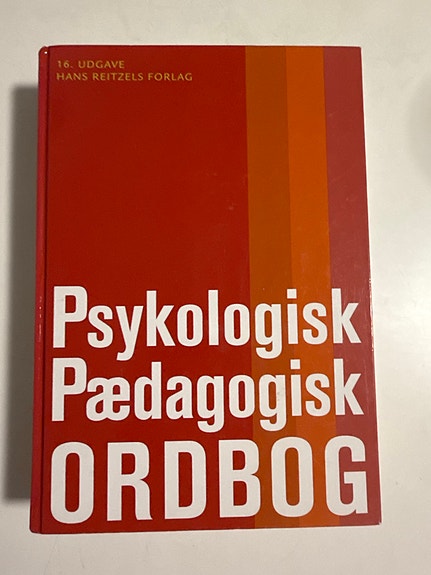 16. UDGAVE
HANS REITZELS FORLAG
Psykologisk
Pædagogisk
ORDBOG